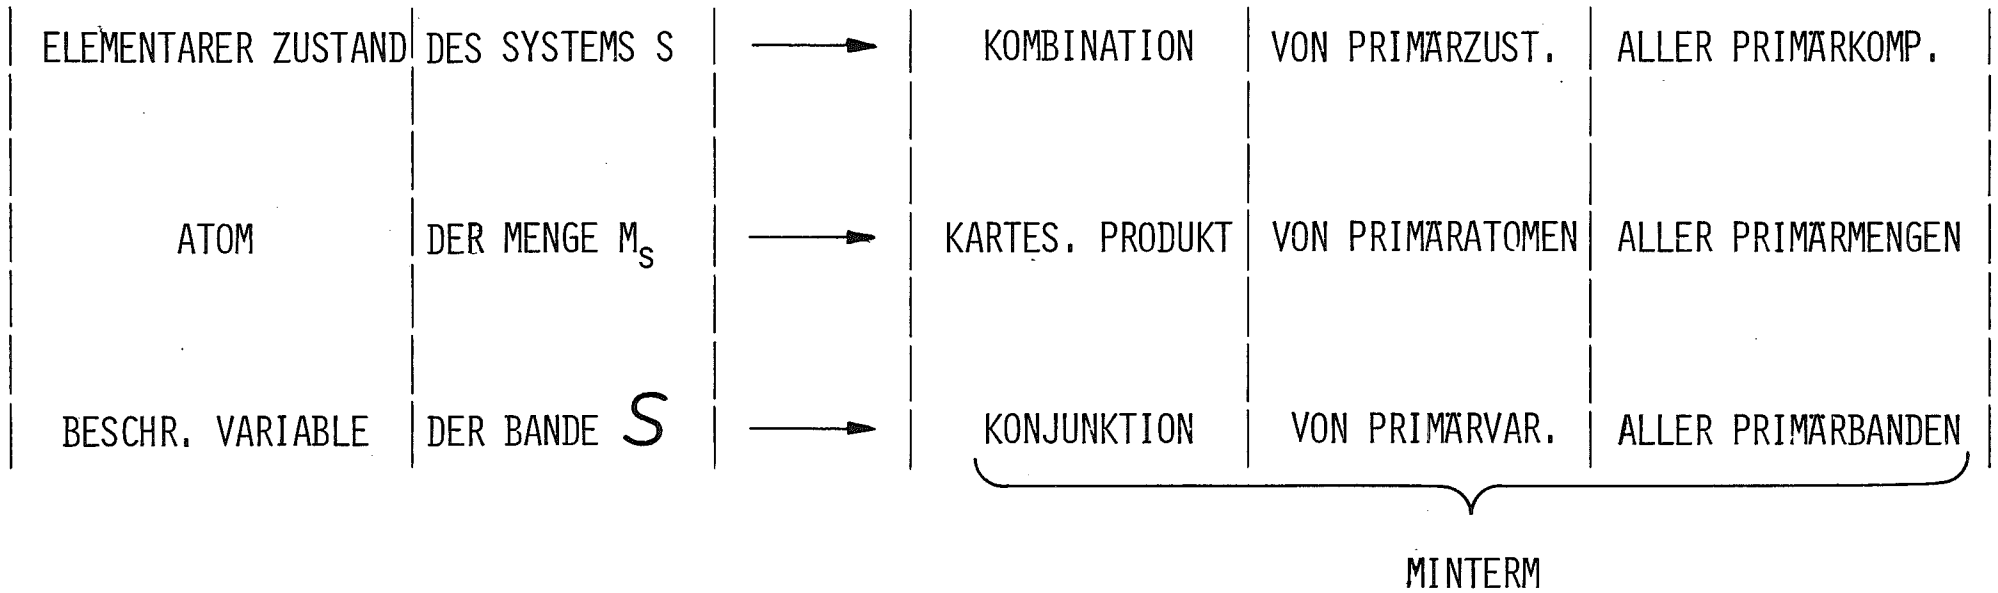 ELEMENTARER ZUSTAND DES SYSTEMS S → KOMBINATION VON PRIMÄRZUST. ALLER PRIMÄRKOMP.
ATOM DER MENGE M_S → KARTES. PRODUKT VON PRIMÄRATOMEN ALLER PRIMÄRMENGEN
BESCHR. VARIABLE DER BANDE S → KONJUNKTION VON PRIMÄRVAR. ALLER PRIMÄRBANDEN
MINTERM